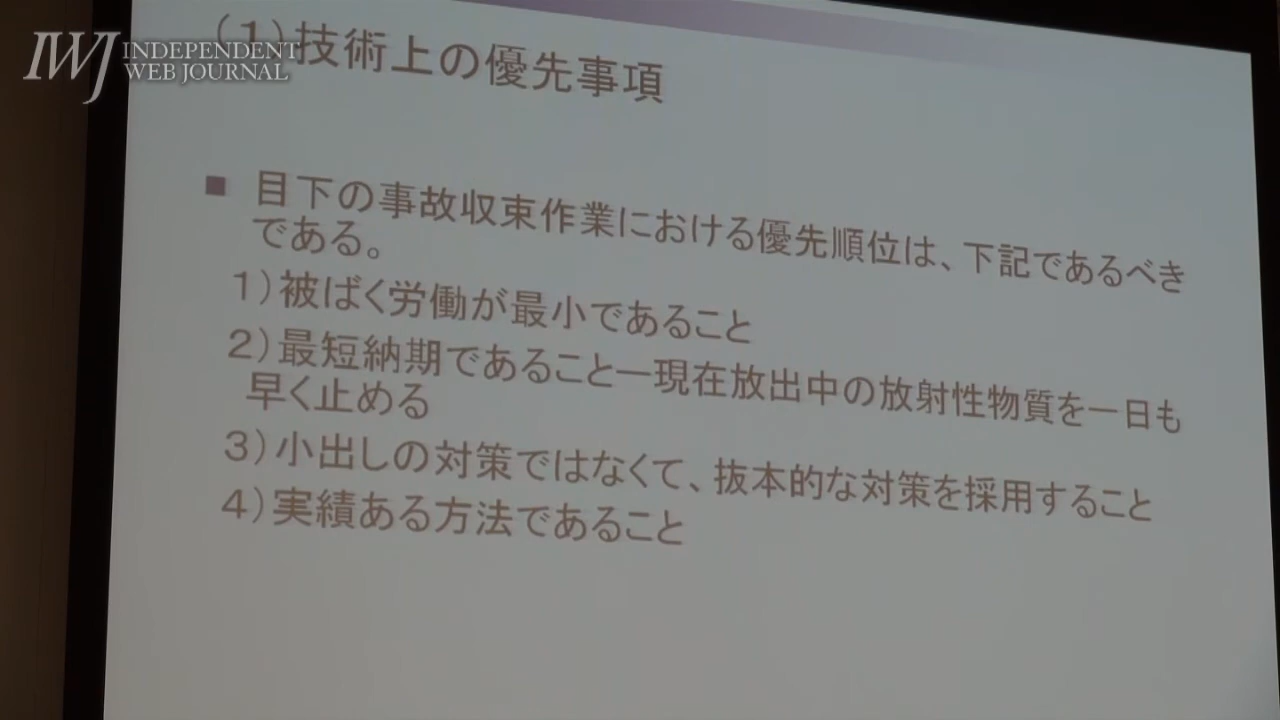 IWJ INDEPENDENT
WEB JOURNAL
(1)技術上の優先事項
■ 目下の事故収束作業における優先順位は、下記であるべき
である。
1)被ばく労働が最小であること
2)最短納期であること―現在放出中の放射性物質を一日も
早く止める
3)小出しの対策ではなくて、抜本的な対策を採用すること
4)実績ある方法であること